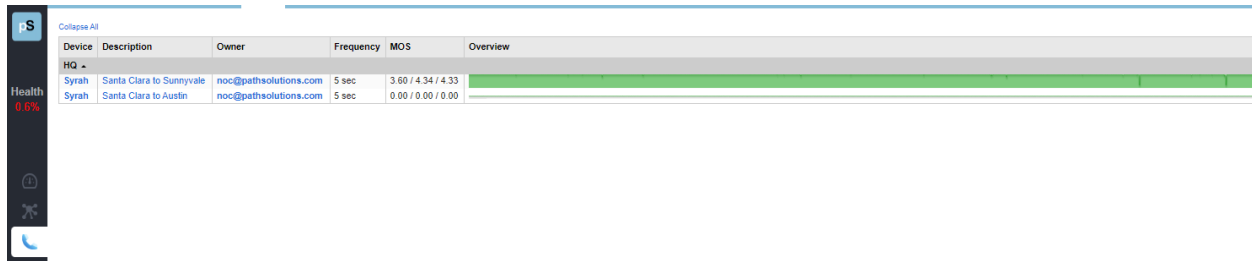 pS
Collapse All
Device Description Owner Frequency MOS Overview
HQ
Syrah Santa Clara to Sunnyvale noc@pathsolutions.com 5 sec 3.60 / 4.34 / 4.33
Health
Syrah Santa Clara to Austin noc@pathsolutions.com 5 sec 0.00 / 0.00 / 0.00
0.6%